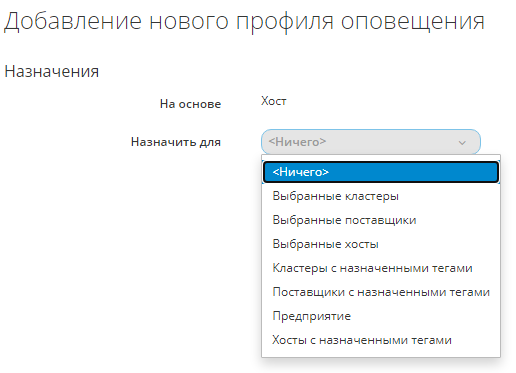 Добавление нового профиля оповещения
Назначения
На основе Хост
Назначить для <Ничего>
<Ничего>
Выбранные кластеры
Выбранные поставщики
Выбранные хосты
Кластеры с назначенными тегами
Поставщики с назначенными тегами
Предприятие
Хосты с назначенными тегами